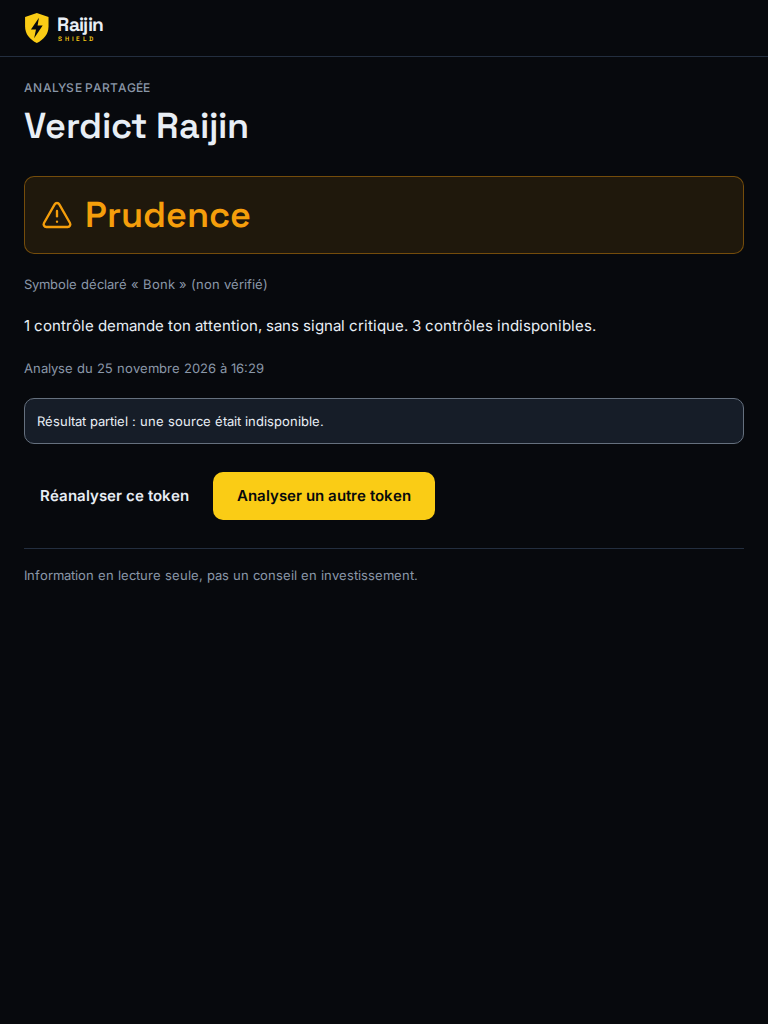 Raijin
SHIELD
ANALYSE PARTAGÉE
Verdict Raijin
Prudence
Symbole déclaré « Bonk » (non vérifié)
1 contrôle demande ton attention, sans signal critique. 3 contrôles indisponibles.
Analyse du 25 novembre 2026 à 16:29
Résultat partiel : une source était indisponible.
Réanalyser ce token
Analyser un autre token
Information en lecture seule, pas un conseil en investissement.